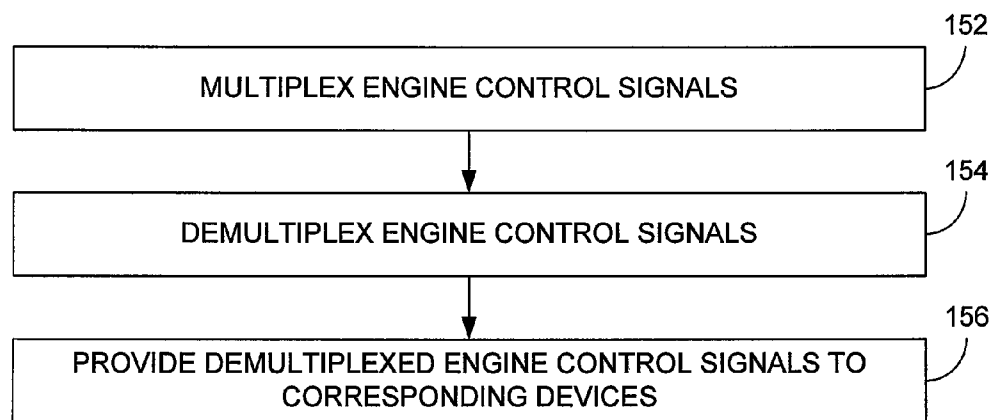 152
MULTIPLEX ENGINE CONTROL SIGNALS
154
DEMULTIPLEX ENGINE CONTROL SIGNALS
156
PROVIDE DEMULTIPLEXED ENGINE CONTROL SIGNALS TO
CORRESPONDING DEVICES